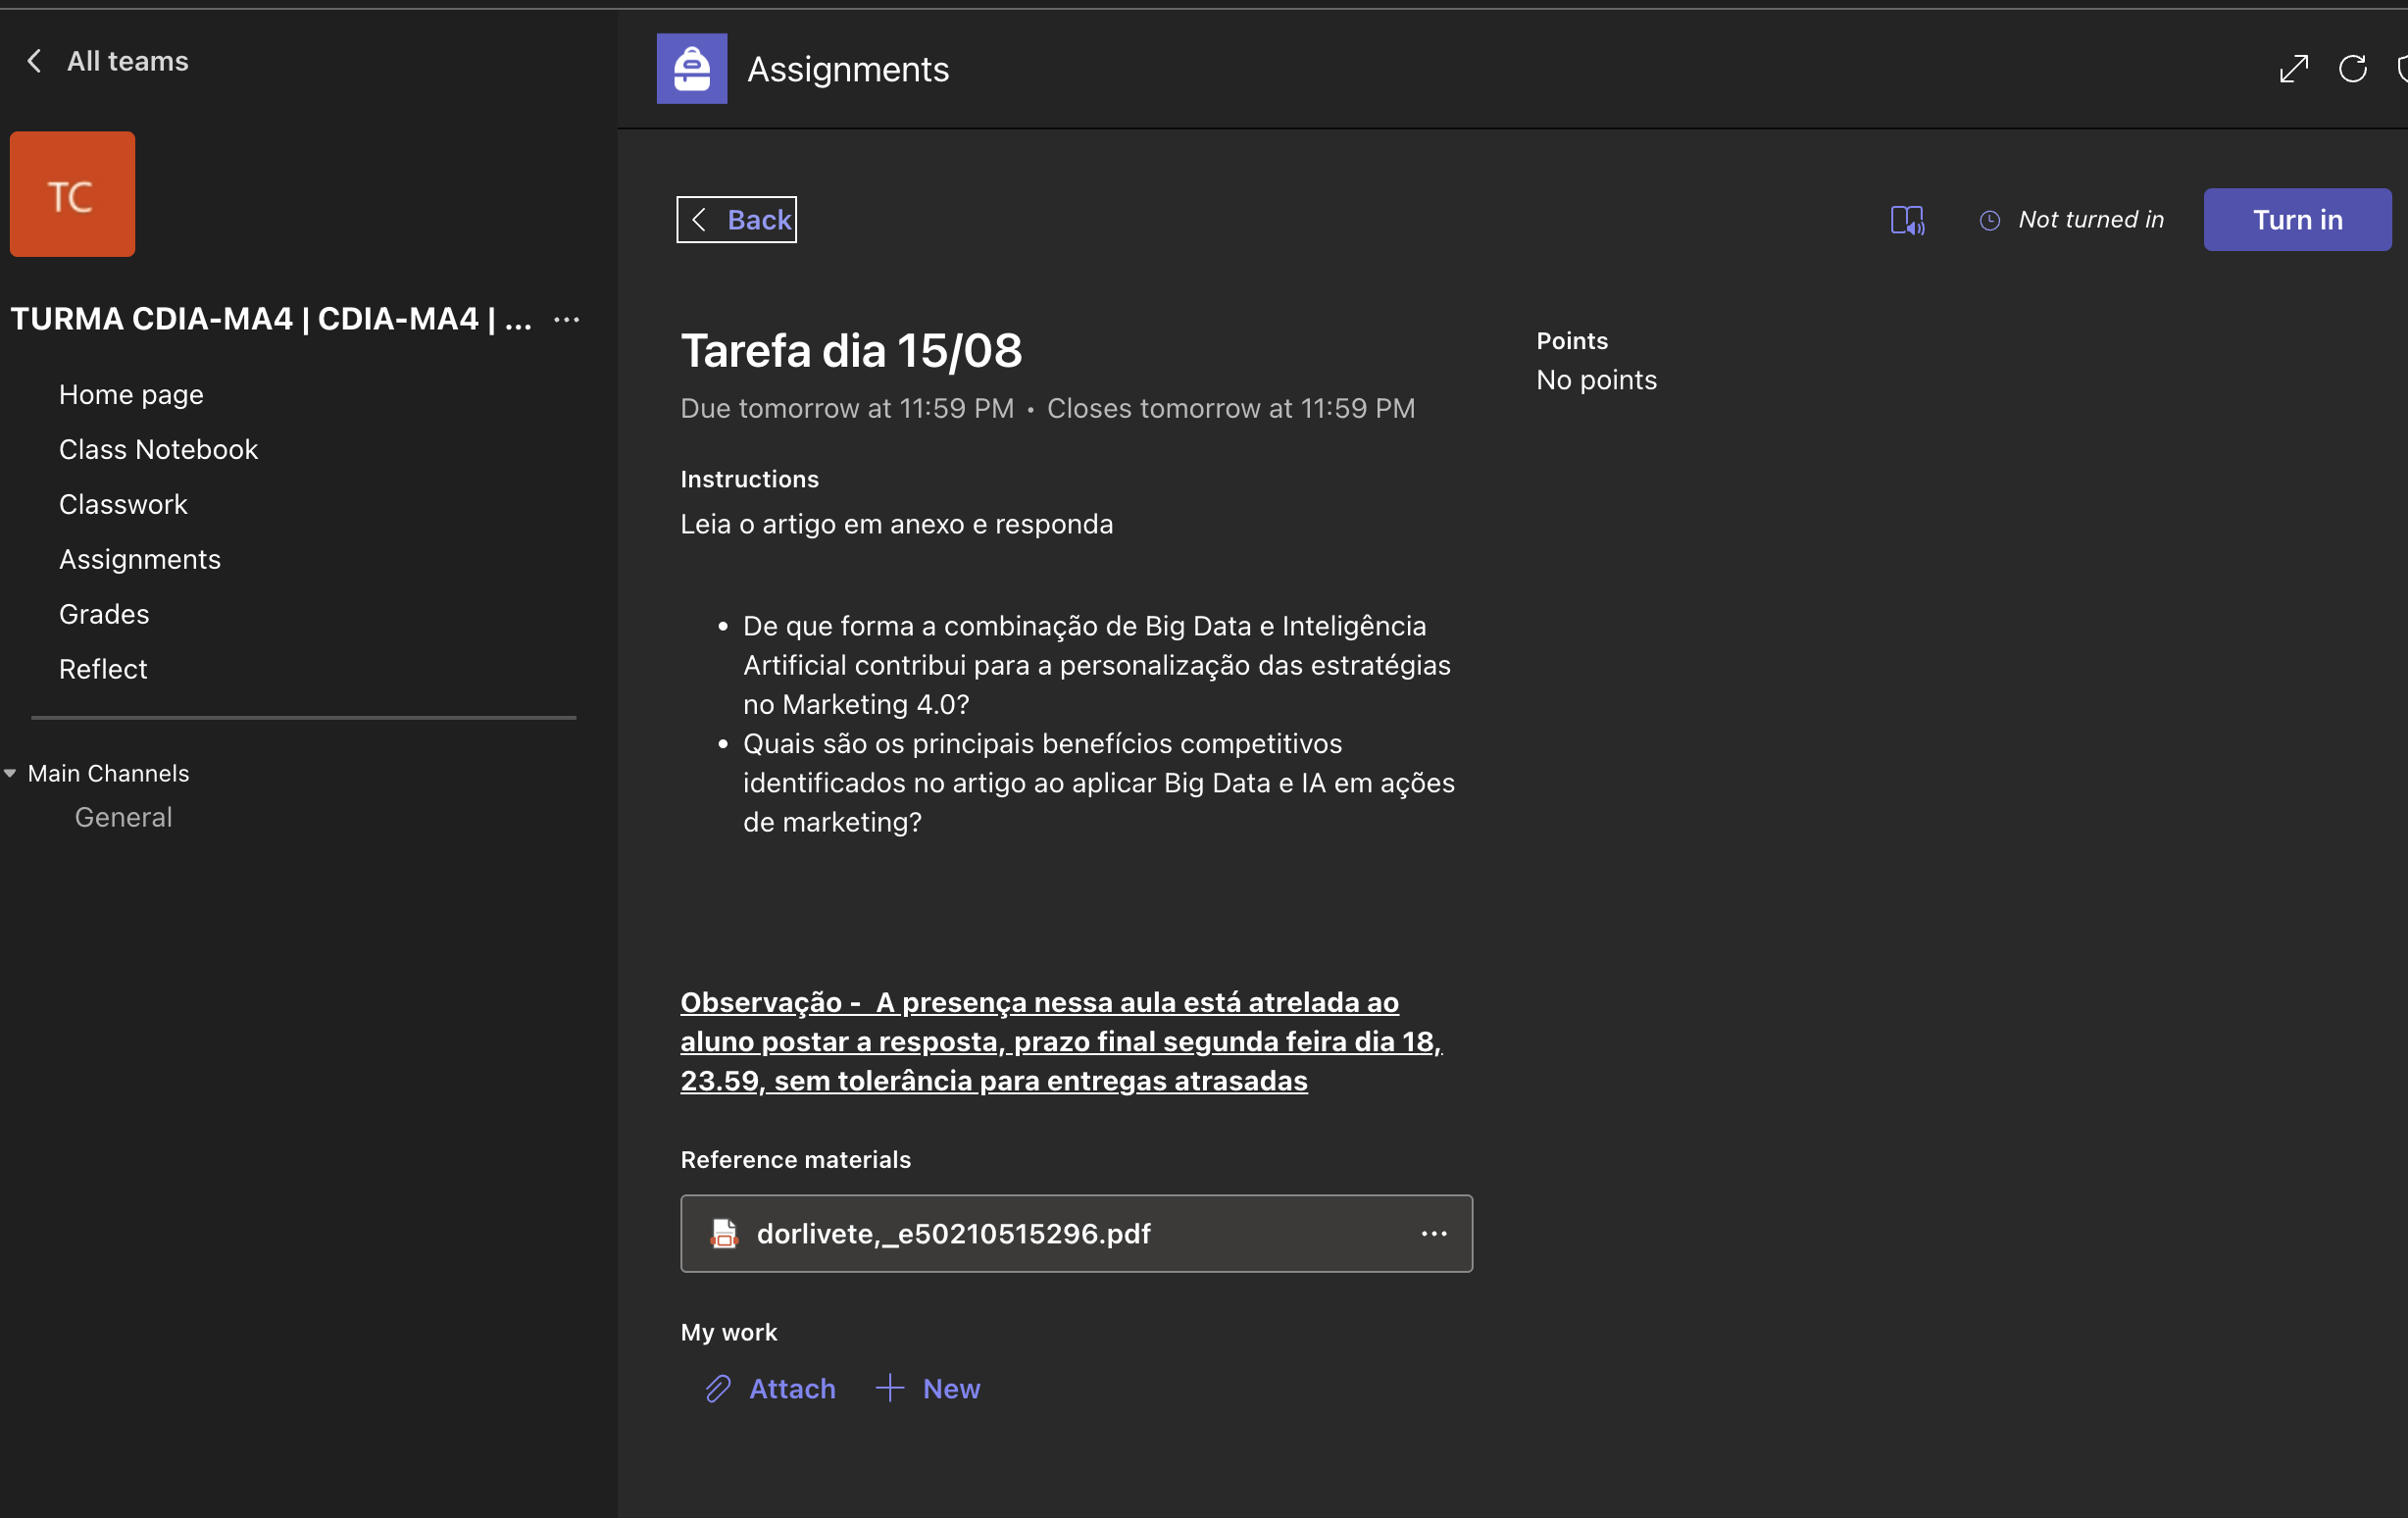 All teams
TC
TURMA CDIA-MA4 | CDIA-MA4 | ...
Home page
Class Notebook
Classwork
Assignments
Grades
Reflect
Main Channels
General
Assignments
Back
Not turned in
Turn in
Tarefa dia 15/08
Due tomorrow at 11:59 PM • Closes tomorrow at 11:59 PM
Points
No points
Instructions
Leia o artigo em anexo e responda
• De que forma a combinação de Big Data e Inteligência
Artificial contribui para a personalização das estratégias
no Marketing 4.0?
• Quais são os principais benefícios competitivos
identificados no artigo ao aplicar Big Data e IA em ações
de marketing?
Observação -  A presença nessa aula está atrelada ao
aluno postar a resposta, prazo final segunda feira dia 18,
23.59, sem tolerância para entregas atrasadas
Reference materials
dorlivete,_e50210515296.pdf
My work
Attach
New